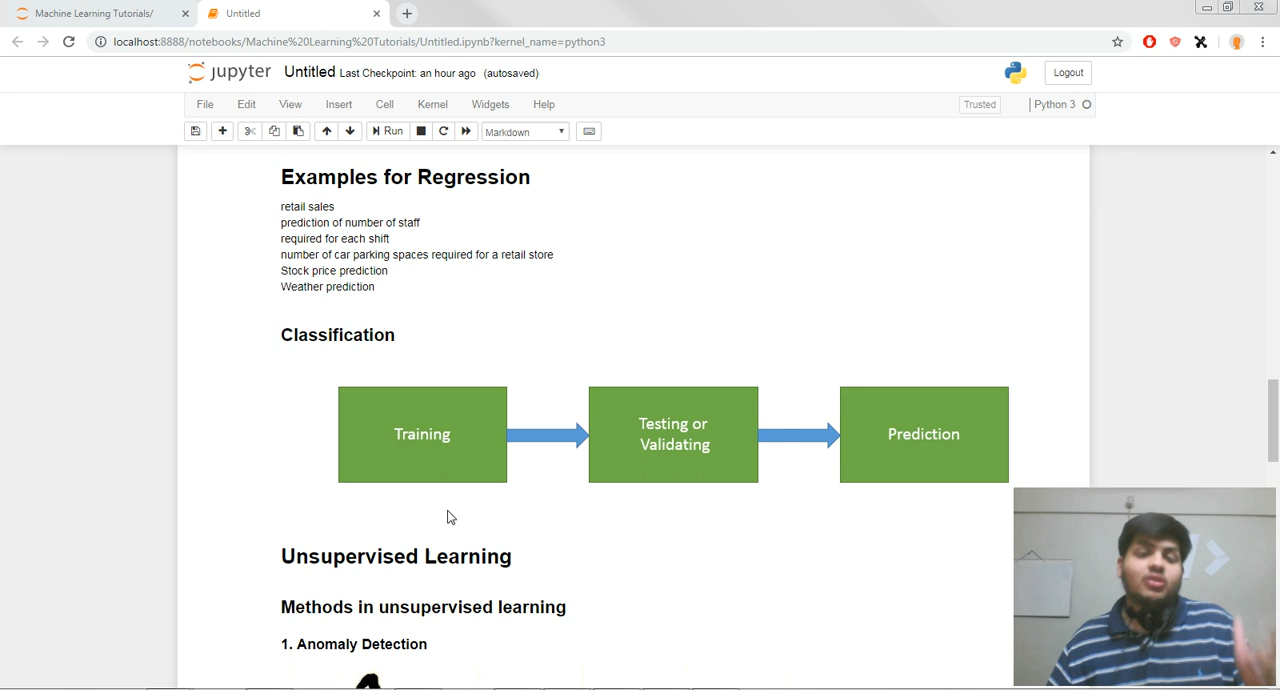 Machine Learning Tutorials/
Untitled
localhost:8888/notebooks/Machine%20Learning%20Tutorials/Untitled.ipynb?kernel_name=python3
jupyter Untitled Last Checkpoint: an hour ago (autosaved)
Logout
File Edit View Insert Cell Kernel Widgets Help
Trusted
Python 3
Run
Markdown
Examples for Regression
retail sales
prediction of number of staff
required for each shift
number of car parking spaces required for a retail store
Stock price prediction
Weather prediction
Classification
Training
Testing or
Validating
Prediction
Unsupervised Learning
Methods in unsupervised learning
1. Anomaly Detection